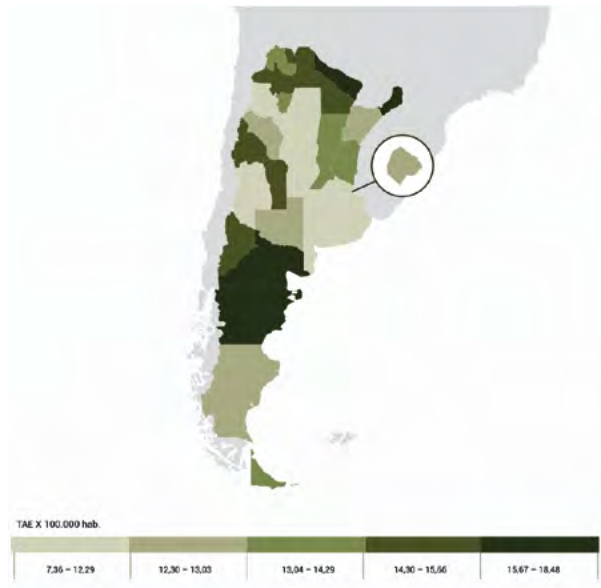 TAE X 100.000 hab.
7,36 – 12,29
12,30 – 13,03
13,04 – 14,29
14,30 – 15,66
15,67 – 18,48